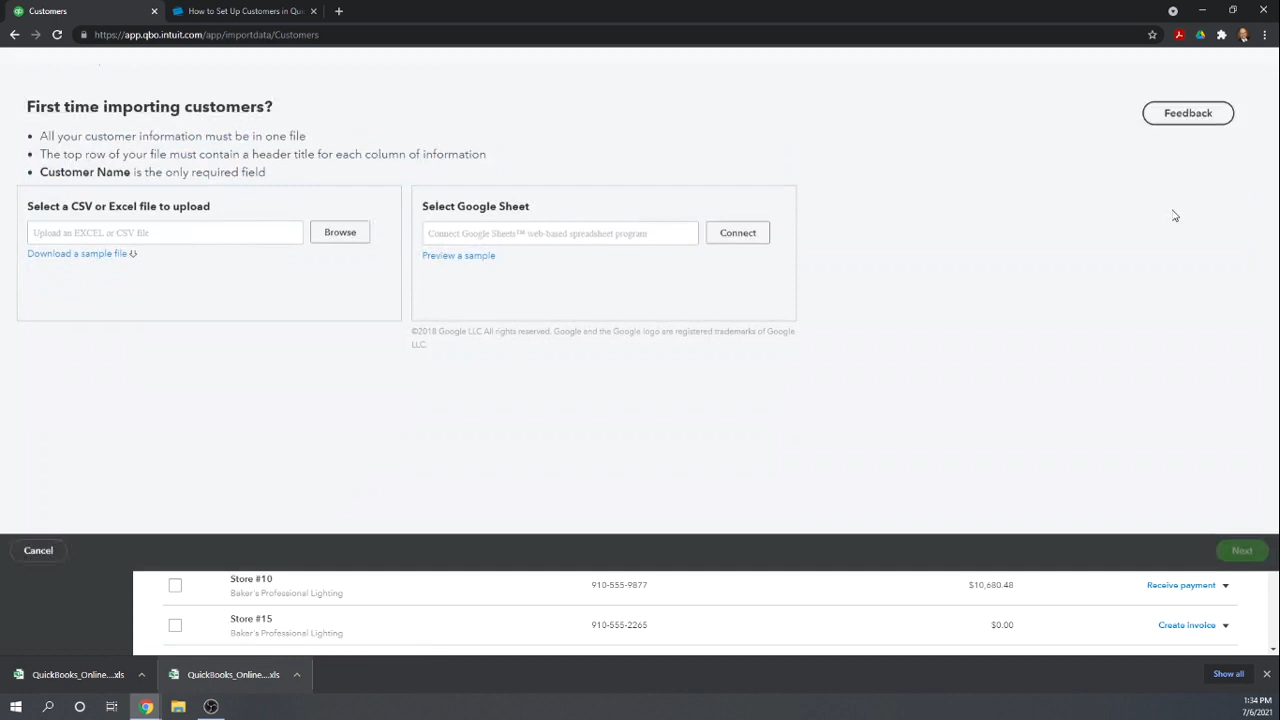 Customers
How to Set Up Customers in Qui
https://app.qbo.intuit.com/app/importdata/Customers
First time importing customers?
Feedback
All your customer information must be in one file
The top row of your file must contain a header title for each column of information
Customer Name is the only required field
Select a CSV or Excel file to upload
Upload an EXCEL or CSV file
Browse
Download a sample file
Select Google Sheet
Connect Google Sheets™ web-based spreadsheet program
Connect
Preview a sample
©2018 Google LLC All rights reserved. Google and the Google logo are registered trademarks of Google
LLC.
Cancel
Next
Store #10
Baker's Professional Lighting
910-555-9877
$10,680.48
Receive payment
Store #15
Baker's Professional Lighting
910-555-2265
$0.00
Create invoice
QuickBooks_Online....xls
QuickBooks_Online....xls
Show all
1:34 PM
7/6/2021